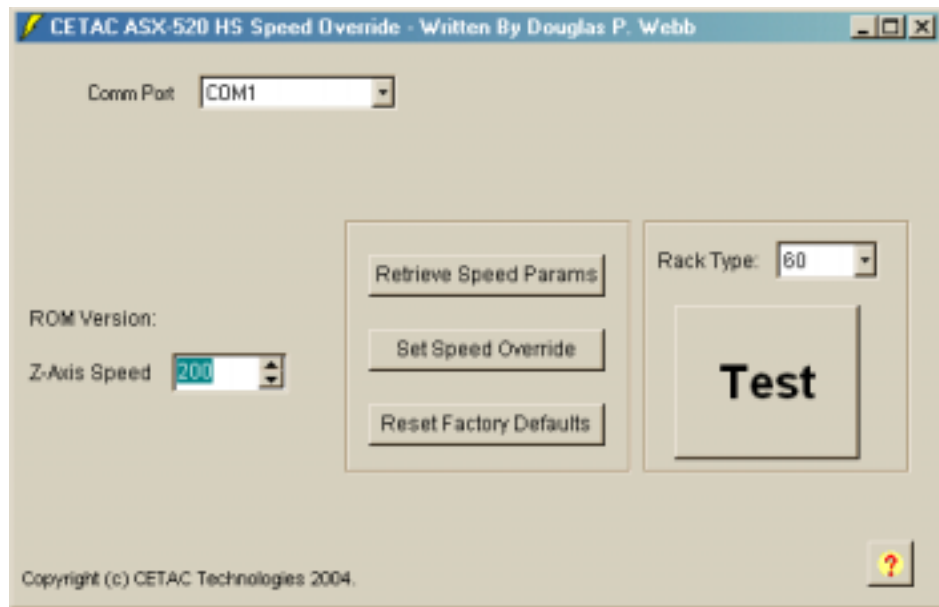 CETAC ASX-520 HS Speed Override - Written By Douglas P. Webb
Comm Port COM1
Retrieve Speed Params
Rack Type: 60
ROM Version:
Set Speed Override
Z-Axis Speed 200
Test
Reset Factory Defaults
?
Copyright (c) CETAC Technologies 2004.